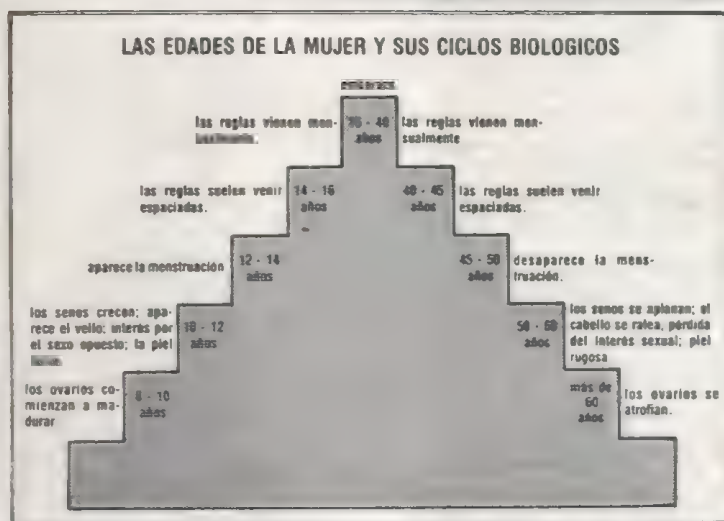 LAS EDADES DE LA MUJER Y SUS CICLOS BIOLOGICOS
las reglas vienen men-
16 - 40
años
las reglas vienen men-
sualmente
las reglas suelen venir
espaciadas.
14 - 16
años
40 - 45
años
las reglas suelen venir
espaciadas.
aparece la menstruación
12 - 14
años
45 - 50
años
desaparece la mens-
truación.
los senos crecen; apa-
rece el vello; interés por
el sexo opuesto; la piel
10 - 12
años
50 - 60
años
los senos se aplanan; el
cabello se ralea, pérdida
del interés sexual; piel
rugosa
los ovarios co-
mienzan a ma-
durar
8 - 10
años
más de
60
años
los ovarios se
atrofian.